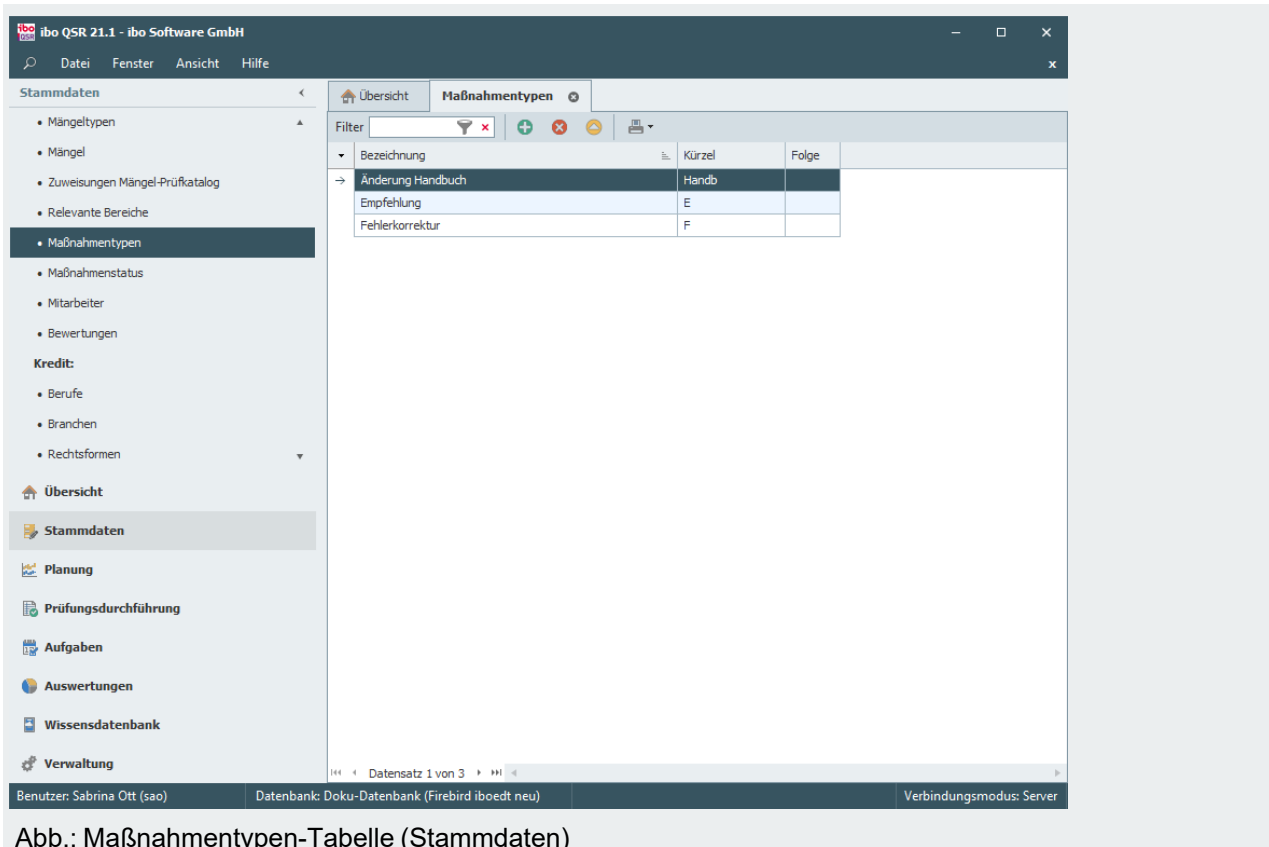 ibo QSR ibo QSR 21.1 - ibo Software GmbH
Datei Fenster Ansicht Hilfe
Stammdaten
• Mängeltypen
• Mängel
• Zuweisungen Mängel-Prüfkatalog
• Relevante Bereiche
• Maßnahmentypen
• Maßnahmenstatus
• Mitarbeiter
• Bewertungen
Kredit:
• Berufe
• Branchen
• Rechtsformen
Übersicht
Stammdaten
Planung
Prüfungsdurchführung
Aufgaben
Auswertungen
Wissensdatenbank
Verwaltung
Übersicht Maßnahmentypen
Filter
Bezeichnung Kürzel Folge
Änderung Handbuch Handb
Empfehlung E
Fehlerkorrektur F
Datensatz 1 von 3
Benutzer: Sabrina Ott (sao) Datenbank: Doku-Datenbank (Firebird iboedt neu) Verbindungsmodus: Server
Abb.: Maßnahmentypen-Tabelle (Stammdaten)